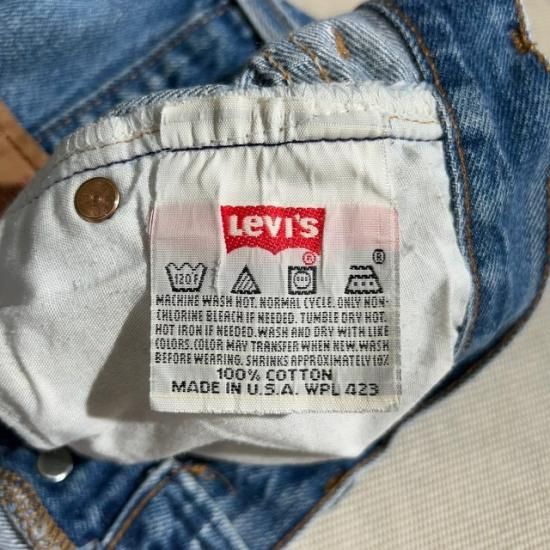 LEVI'S
®
120F
®
MACHINE WASH HOT. NORMAL CYCLE. ONLY NON-
CHLORINE BLEACH IF NEEDED. TUMBLE DRY HOT.
HOT IRON IF NEEDED. WASH AND DRY WITH LIKE
COLORS. COLOR MAY TRANSFER WHEN NEW. WASH
BEFORE WEARING. SHRINKS APPROXIMATELY 10%
100% COTTON
MADE IN U.S.A. WPL 423